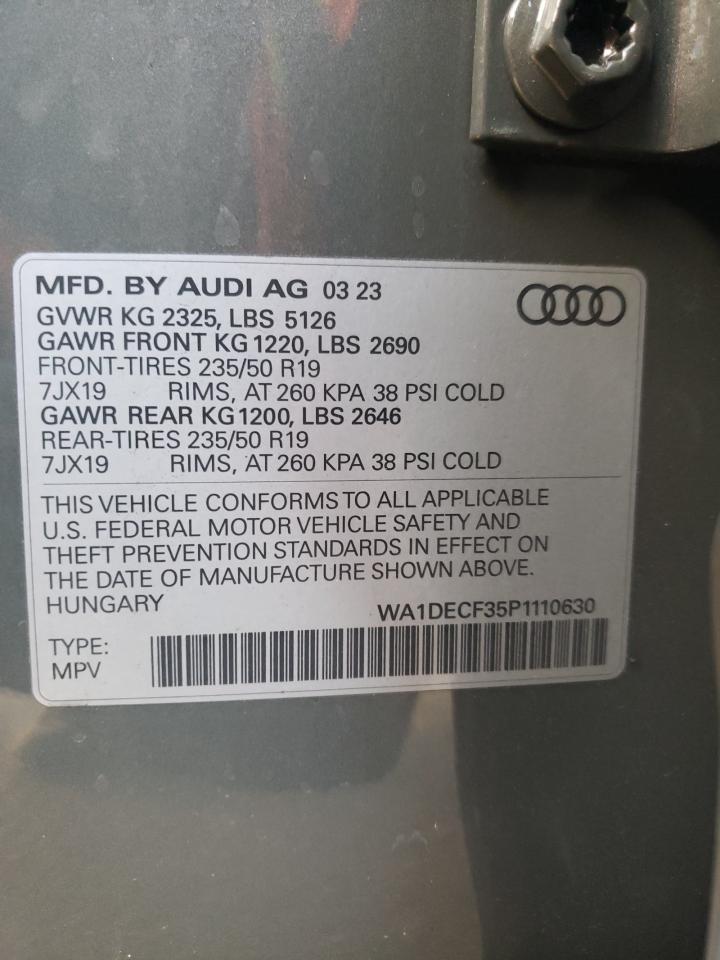 MFD. BY AUDI AG 03 23
GVWR KG 2325, LBS 5126
GAWR FRONT KG 1220, LBS 2690
FRONT-TIRES 235/50 R19
7JX19 RIMS, AT 260 KPA 38 PSI COLD
GAWR REAR KG 1200, LBS 2646
REAR-TIRES 235/50 R19
7JX19 RIMS, AT 260 KPA 38 PSI COLD
THIS VEHICLE CONFORMS TO ALL APPLICABLE
U.S. FEDERAL MOTOR VEHICLE SAFETY AND
THEFT PREVENTION STANDARDS IN EFFECT ON
THE DATE OF MANUFACTURE SHOWN ABOVE.
HUNGARY WA1DECF35P1110630
TYPE:
MPV